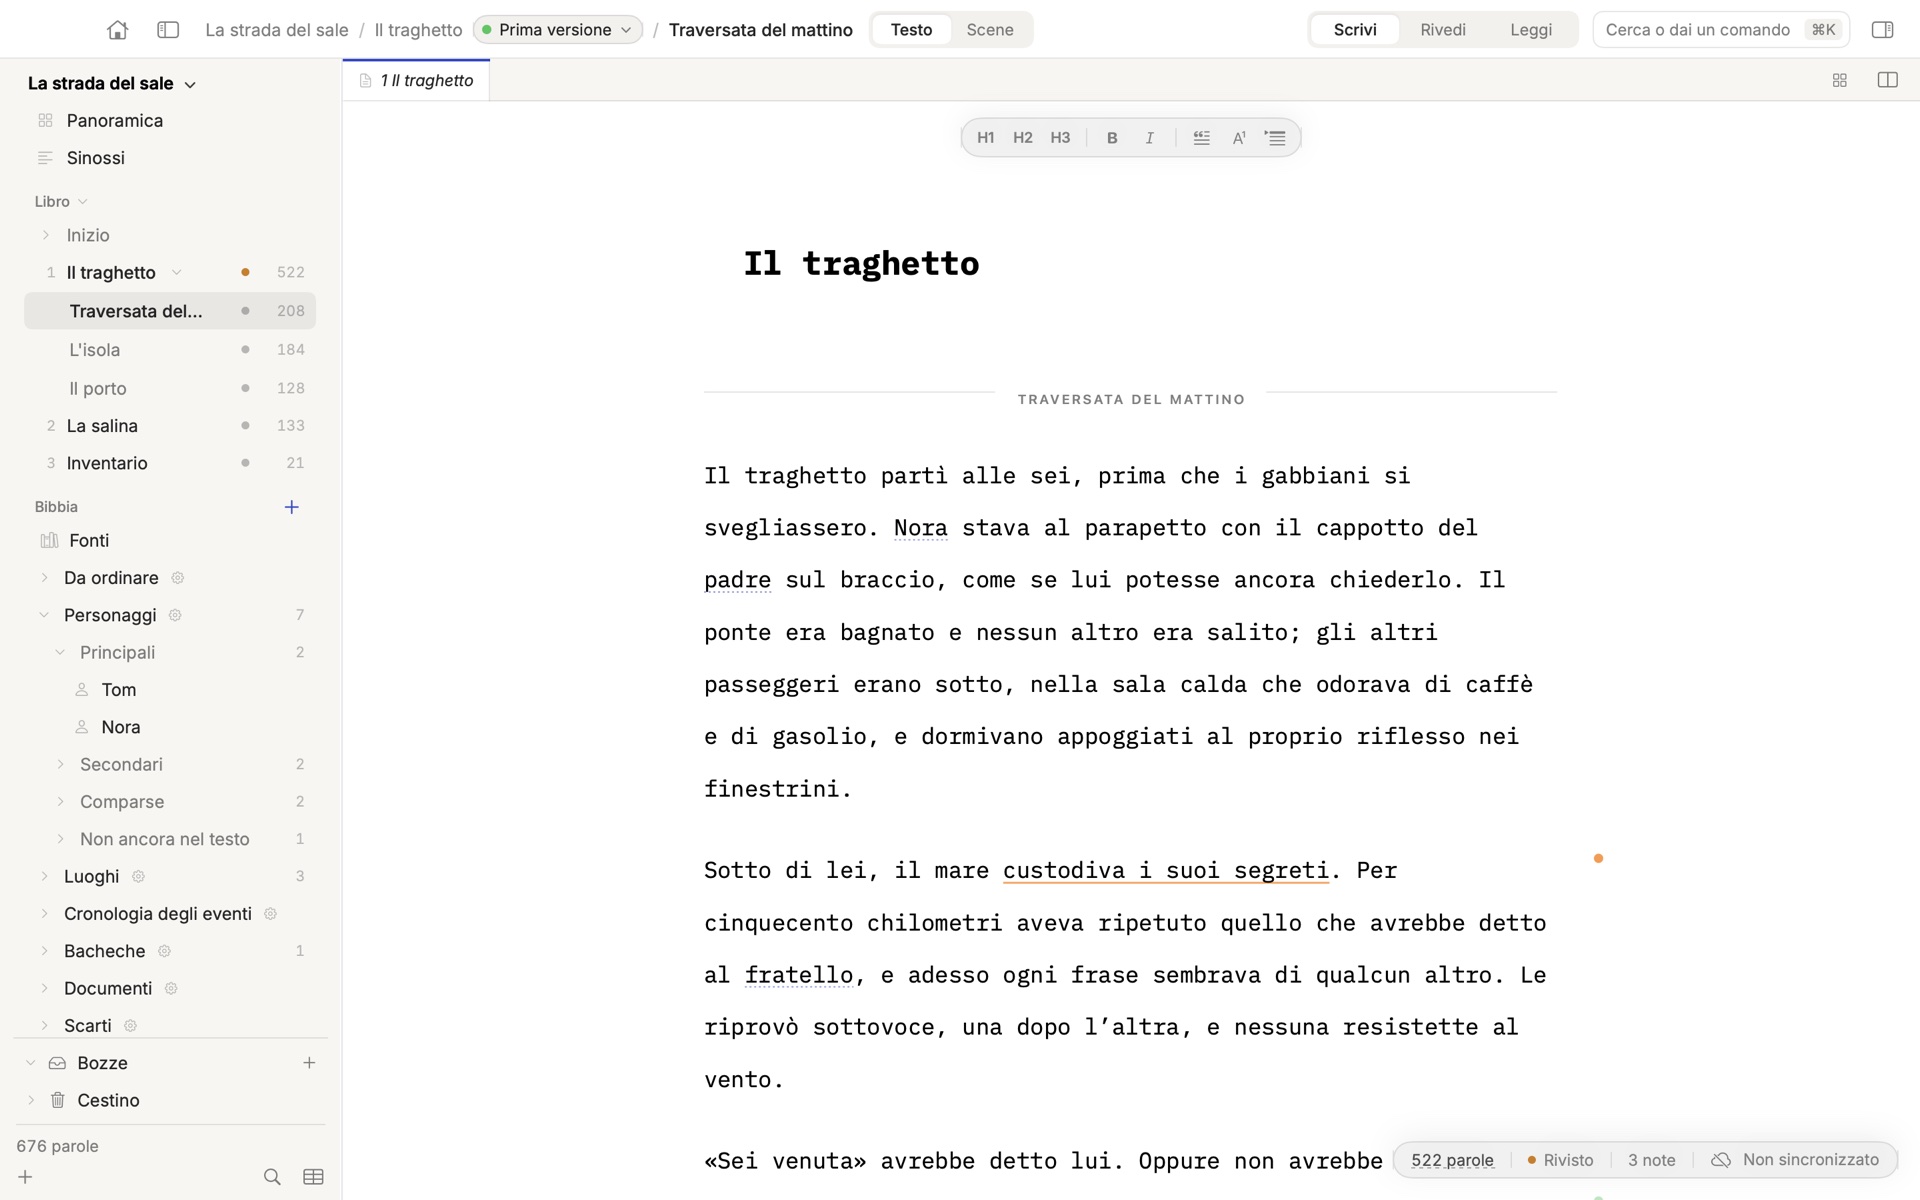 La strada del sale / Il traghetto Prima versione / Traversata del mattino Testo Scene Scrivi Rivedi Leggi Cerca o dai un comando ⌘K
La strada del sale
Panoramica
Sinossi
Libro
Inizio
1 Il traghetto 522
Traversata del... 208
L'isola 184
Il porto 128
2 La salina 133
3 Inventario 21
Bibbia +
Fonti
Da ordinare
Personaggi 7
Principali 2
Tom
Nora
Secondari 2
Comparse 2
Non ancora nel testo 1
Luoghi 3
Cronologia degli eventi
Bacheche 1
Documenti
Scarti
Bozze +
Cestino
676 parole
1 Il traghetto
H1 H2 H3 B I A¹
Il traghetto
TRAVERSATA DEL MATTINO
Il traghetto partì alle sei, prima che i gabbiani si
svegliassero. Nora stava al parapetto con il cappotto del
padre sul braccio, come se lui potesse ancora chiederlo. Il
ponte era bagnato e nessun altro era salito; gli altri
passeggeri erano sotto, nella sala calda che odorava di caffè
e di gasolio, e dormivano appoggiati al proprio riflesso nei
finestrini.
Sotto di lei, il mare custodiva i suoi segreti. Per
cinquecento chilometri aveva ripetuto quello che avrebbe detto
al fratello, e adesso ogni frase sembrava di qualcun altro. Le
riprovò sottovoce, una dopo l’altra, e nessuna resistette al
vento.
«Sei venuta» avrebbe detto lui. Oppure non avrebbe
522 parole Rivisto 3 note Non sincronizzato